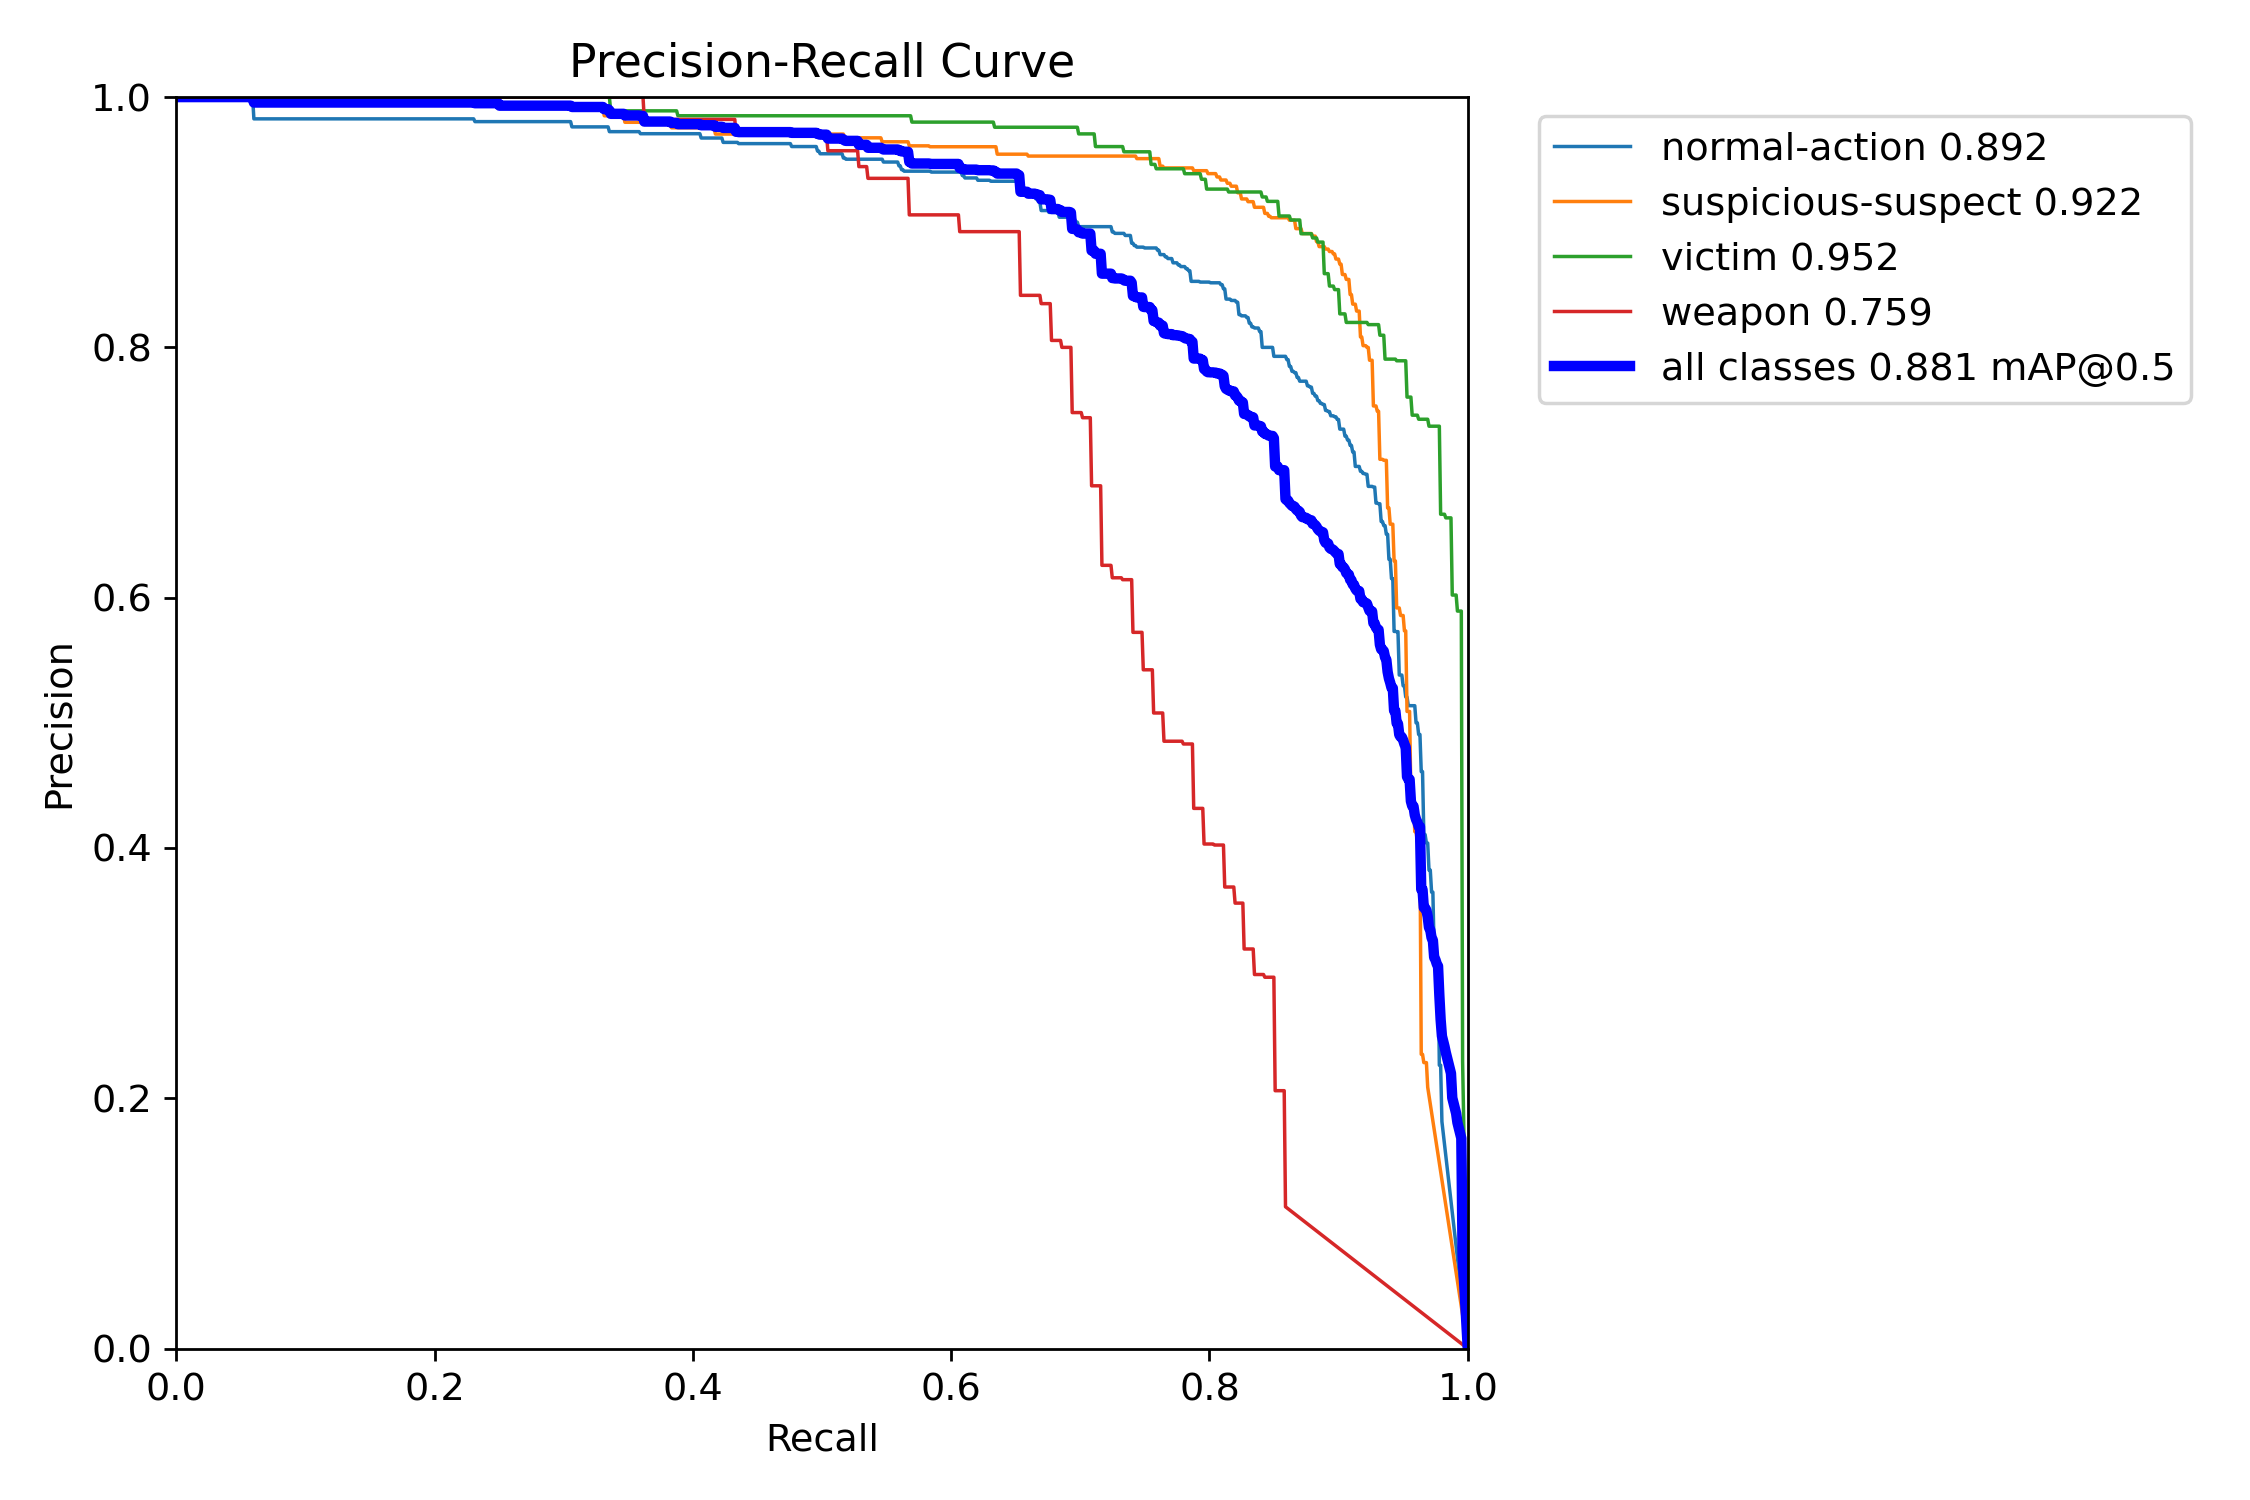 Precision-Recall Curve
1.0
0.8
0.6
0.4
0.2
0.0
Precision
0.0 0.2 0.4 0.6 0.8 1.0
Recall
normal-action 0.892
suspicious-suspect 0.922
victim 0.952
weapon 0.759
all classes 0.881 mAP@0.5